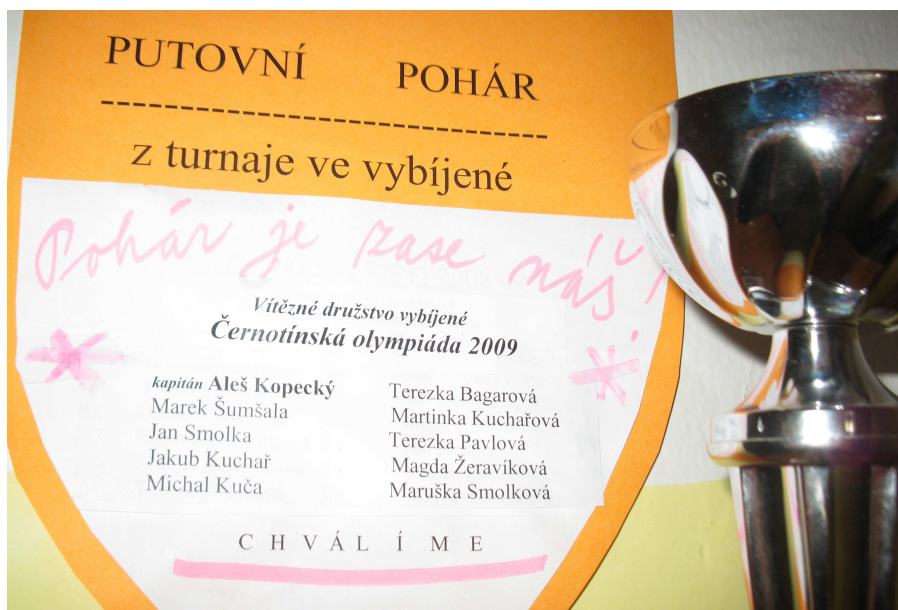 PUTOVNÍ POHÁR
z turnaje ve vybíjené
Pohár je zase náš!
Vítězné družstvo vybíjené
Černotínská olympiáda 2009
kapitán Aleš Kopecký
Marek Šumšala
Jan Smolka
Jakub Kuchař
Michal Kuča
Terezka Bagarová
Martinka Kuchařová
Terezka Pavlová
Magda Žeravíková
Maruška Smolková
CHVÁLÍME